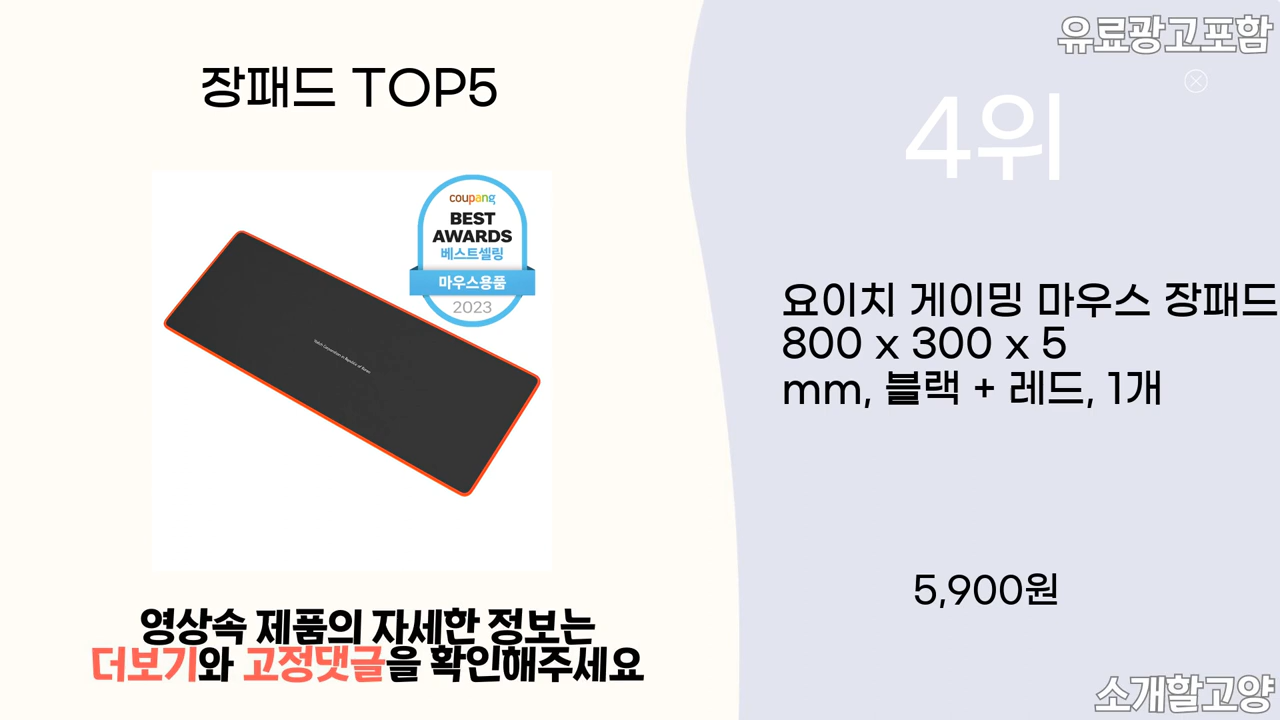 유료광고포함
장패드 TOP5
4위
coupang
BEST
AWARDS
베스트셀링
마우스용품
2023
요이치 게이밍 마우스 장패드
800 x 300 x 5
mm, 블랙 + 레드, 1개
5,900원
영상속 제품의 자세한 정보는
더보기와 고정댓글을 확인해주세요
소개할고양